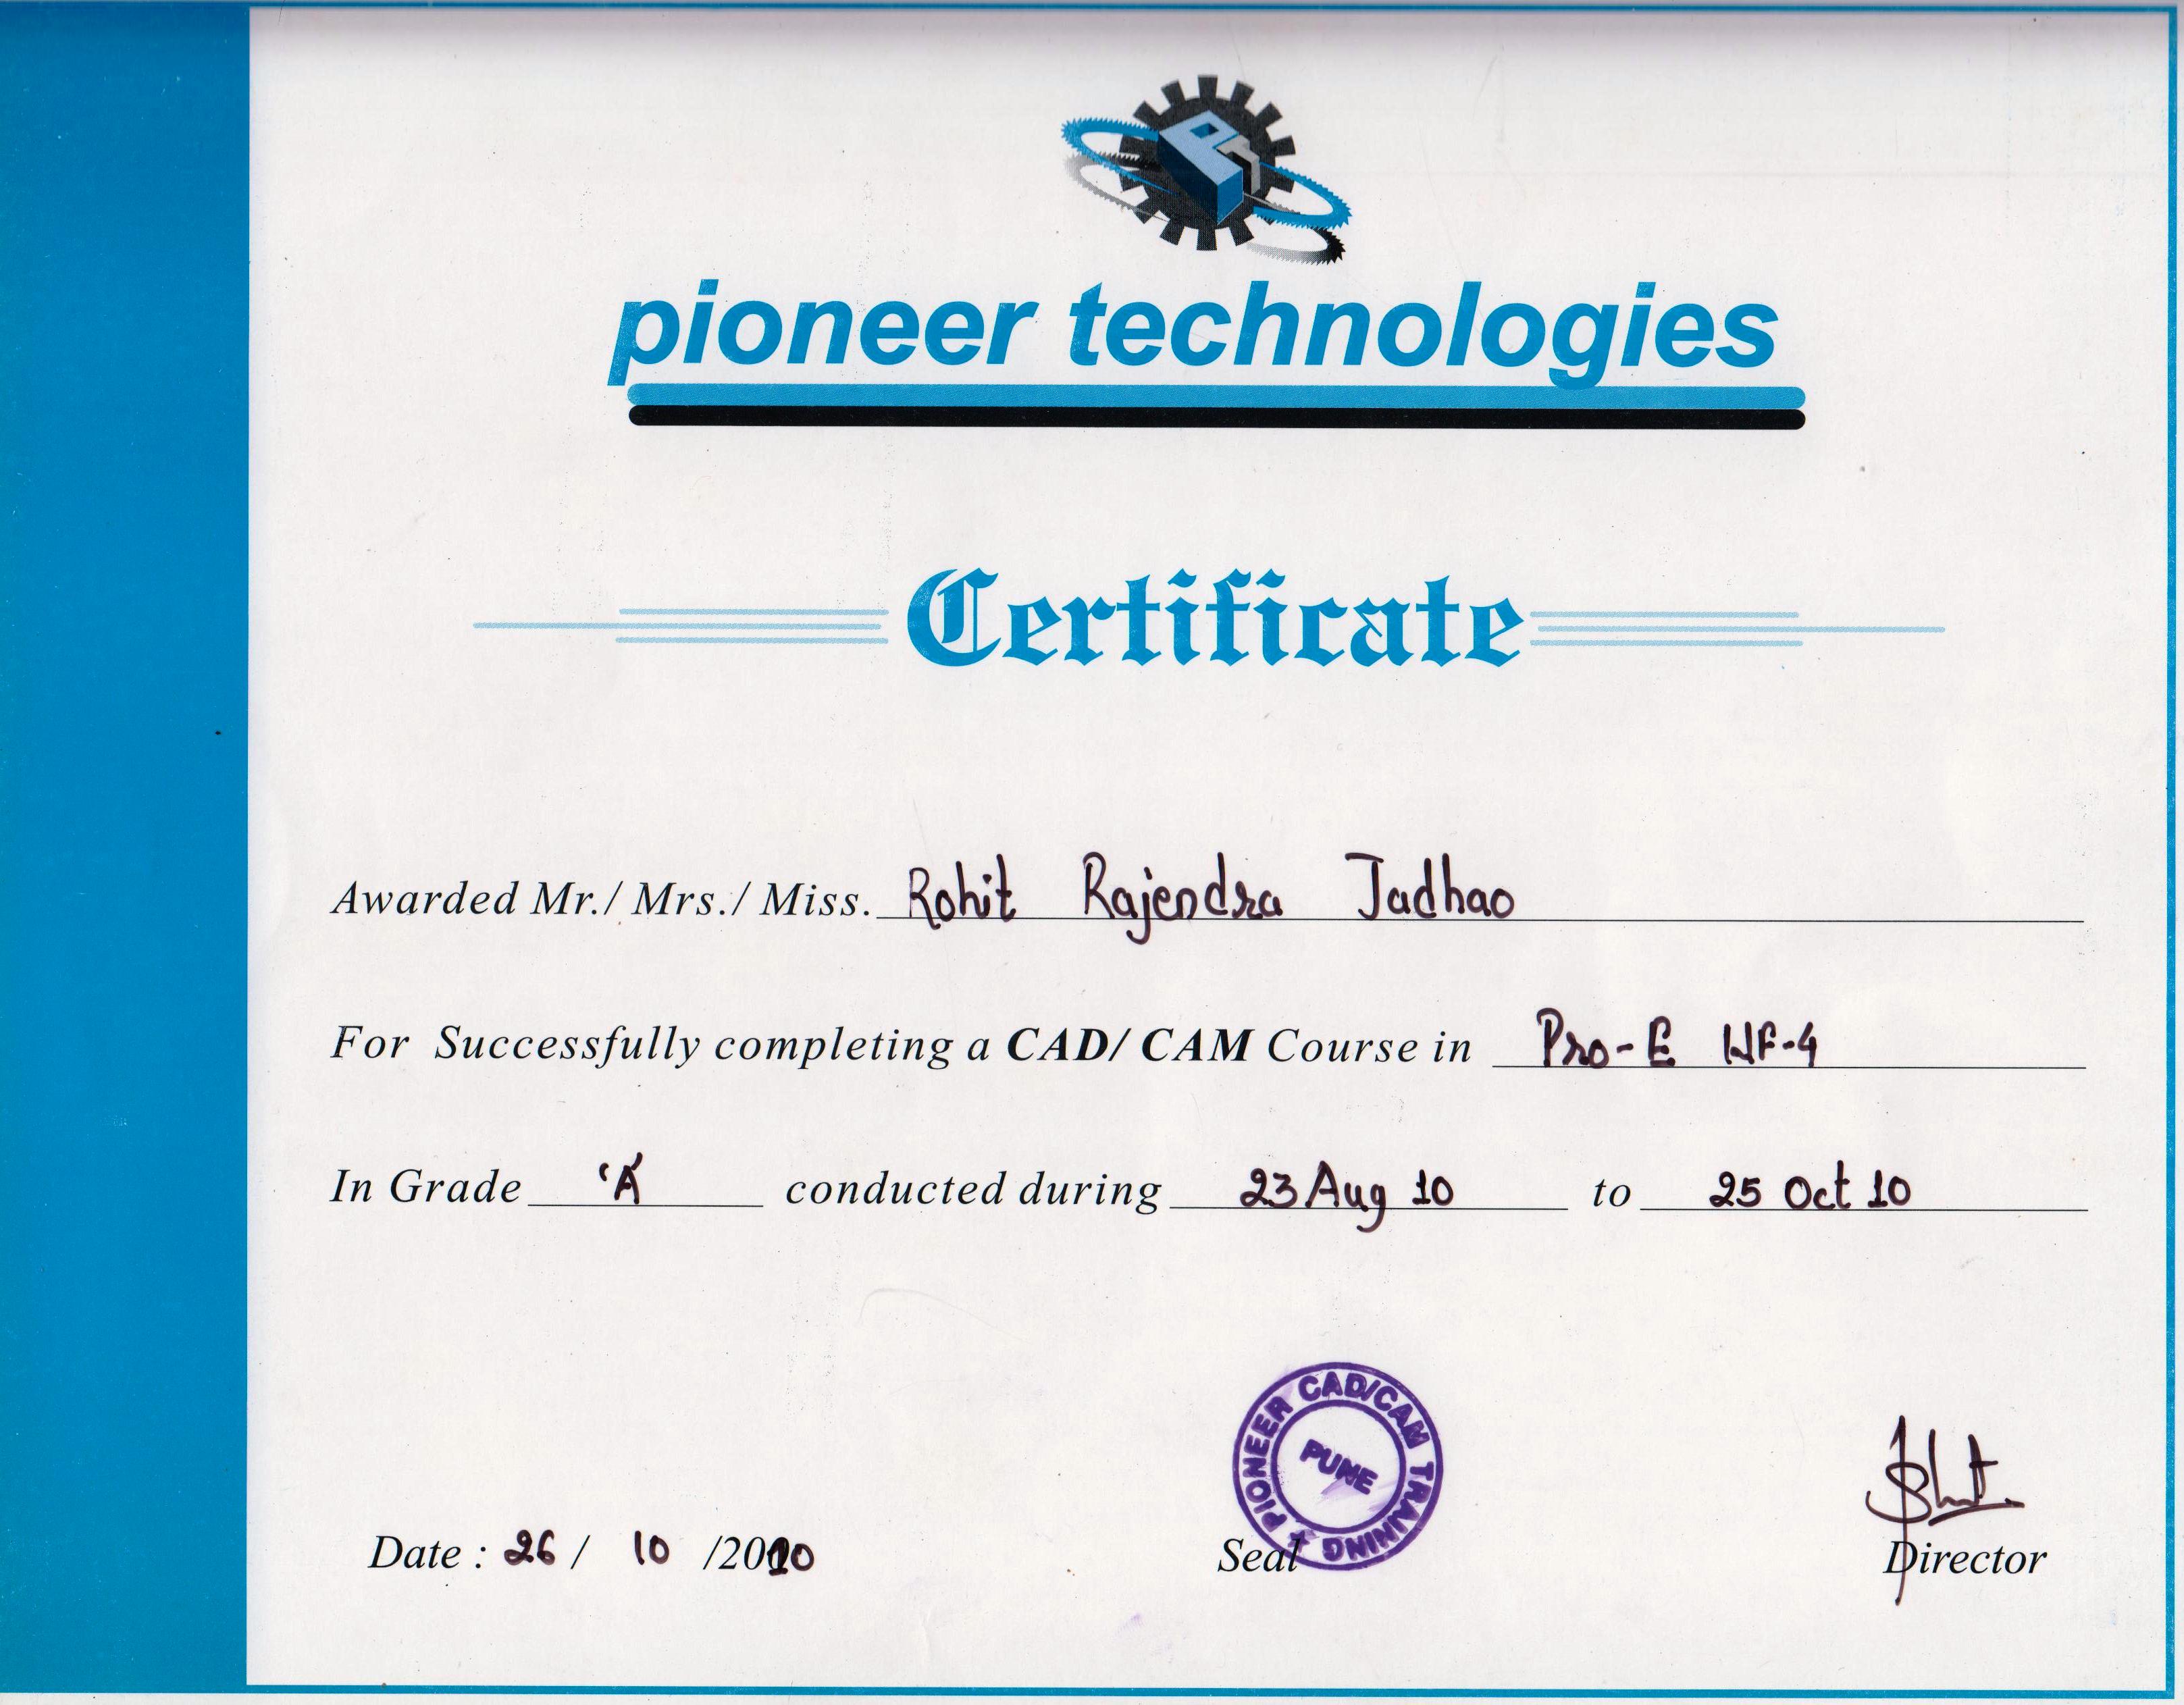 pioneer technologies
Certificate
Awarded Mr./ Mrs./ Miss. Rohit Rajendra Jadhao
For Successfully completing a CAD/ CAM Course in Pro-E WF-4
In Grade 'A' conducted during 23 Aug 10 to 25 Oct 10
PIONEER CAD/CAM TRAINING
PUNE
Date : 26 / 10 /2010
Seal
Director